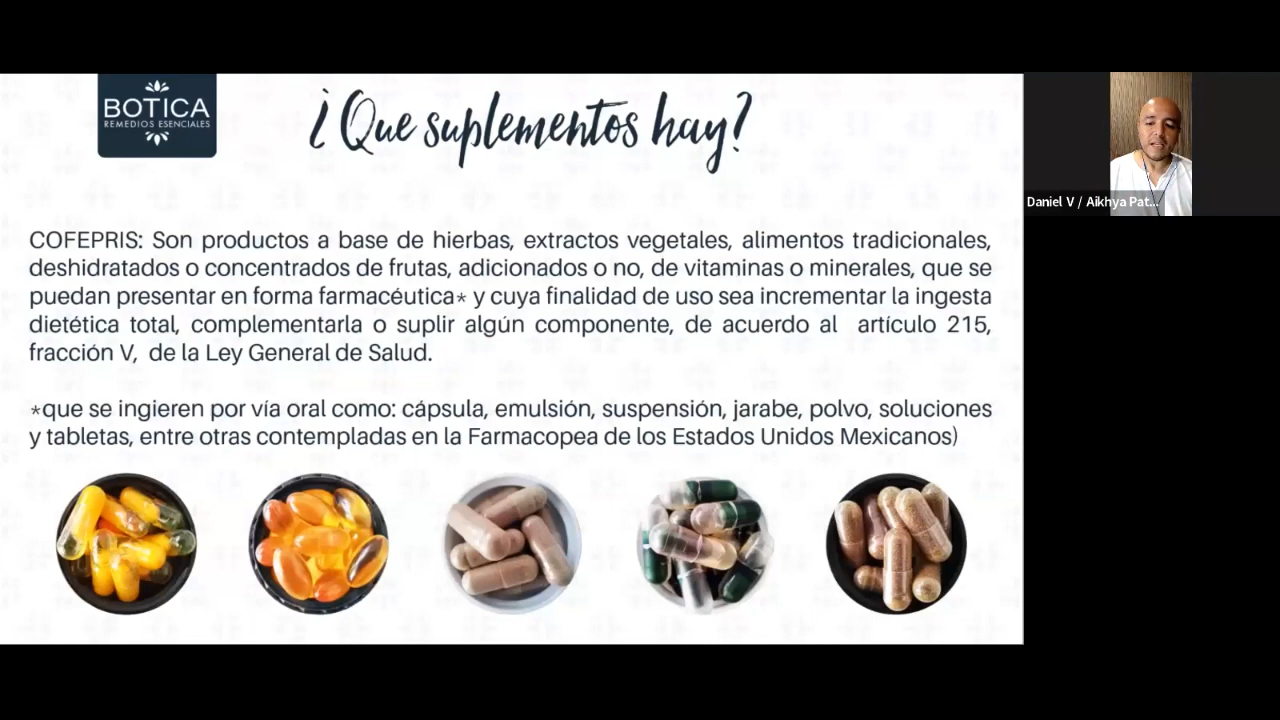 BOTICA
REMEDIOS ESENCIALES
¿Que suplementos hay?
COFEPRIS: Son productos a base de hierbas, extractos vegetales, alimentos tradicionales,
deshidratados o concentrados de frutas, adicionados o no, de vitaminas o minerales, que se
puedan presentar en forma farmacéutica* y cuya finalidad de uso sea incrementar la ingesta
dietética total, complementarla o suplir algún componente, de acuerdo al artículo 215,
fracción V, de la Ley General de Salud.
*que se ingieren por vía oral como: cápsula, emulsión, suspensión, jarabe, polvo, soluciones
y tabletas, entre otras contempladas en la Farmacopea de los Estados Unidos Mexicanos)
Daniel V / Aikhya Pat...